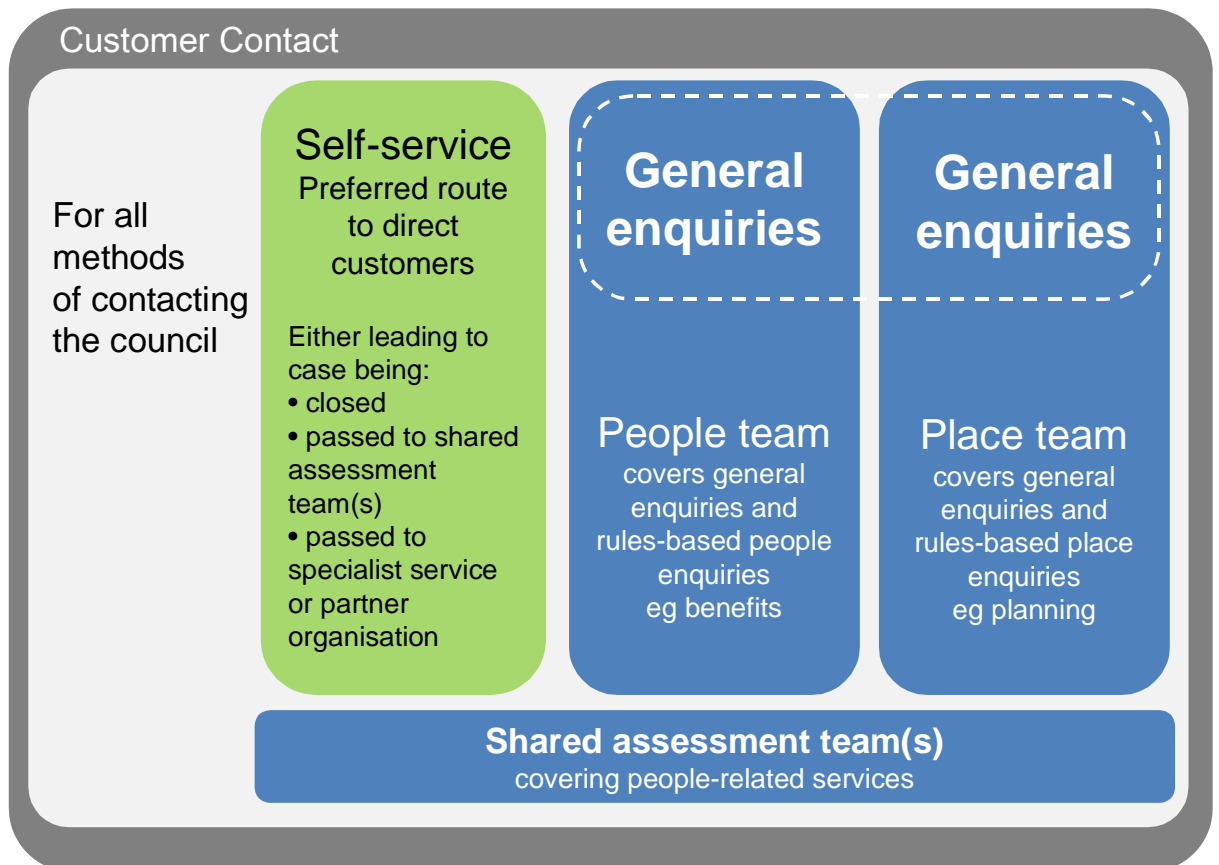 Customer Contact
For all
methods
of contacting
the council
Self-service
Preferred route
to direct
customers
Either leading to
case being:
• closed
• passed to shared
assessment
team(s)
• passed to
specialist service
or partner
organisation
General
enquiries
People team
covers general
enquiries and
rules-based people
enquiries
eg benefits
General
enquiries
Place team
covers general
enquiries and
rules-based place
enquiries
eg planning
Shared assessment team(s)
covering people-related services